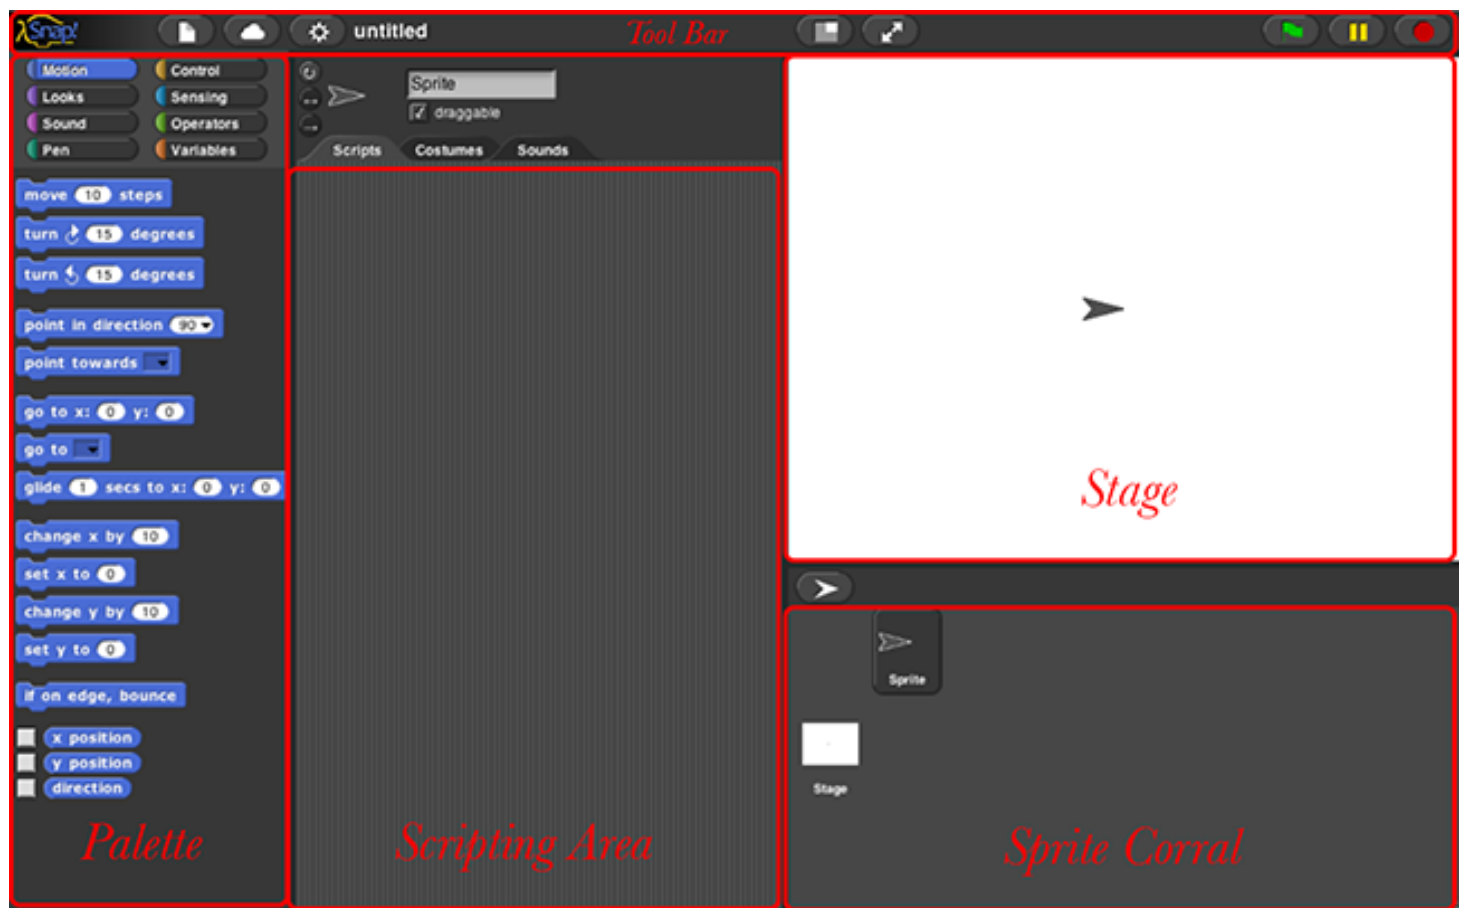 λSnap!
untitled
Tool Bar
Motion
Control
Looks
Sensing
Sound
Operators
Pen
Variables
move 10 steps
turn 15 degrees
turn 15 degrees
point in direction 90
point towards
go to x: 0 y: 0
go to
glide 1 secs to x: 0 y: 0
change x by 10
set x to 0
change y by 10
set y to 0
if on edge, bounce
x position
y position
direction
Palette
Sprite
draggable
Scripts
Costumes
Sounds
Scripting Area
Stage
Sprite
Stage
Sprite Corral